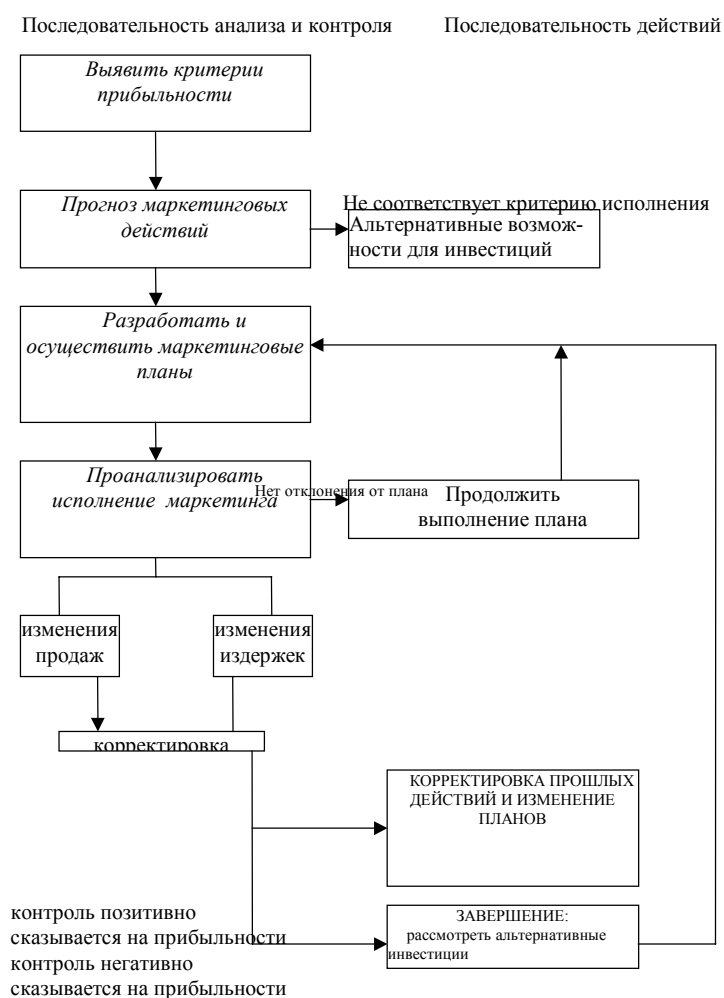 Последовательность анализа и контроля
Последовательность действий
Выявить критерии
прибыльности
Прогноз маркетинговых
действий
Не соответствует критерию исполнения
Альтернативные возмож-
ности для инвестиций
Разработать и
осуществить маркетинговые
планы
Проанализировать
исполнение маркетинга
Нет отклонения от плана
Продолжить
выполнение плана
изменения
продаж
изменения
издержек
корректировка
КОРРЕКТИРОВКА ПРОШЛЫХ
ДЕЙСТВИЙ И ИЗМЕНЕНИЕ
ПЛАНОВ
контроль позитивно
сказывается на прибыльности
контроль негативно
сказывается на прибыльности
ЗАВЕРШЕНИЕ:
рассмотреть альтернативные
инвестиции